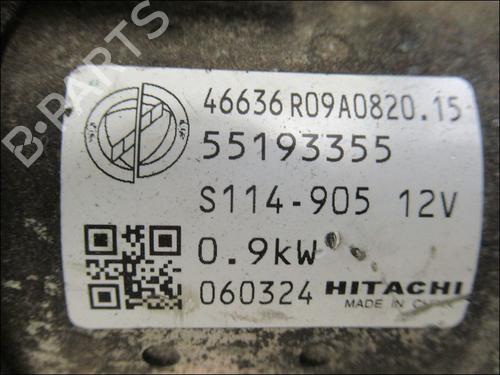 B-PARTS
46636 R09A0820.15
55193355
S114-905 12V
0.9kW
060324 HITACHI
MADE IN CHINA